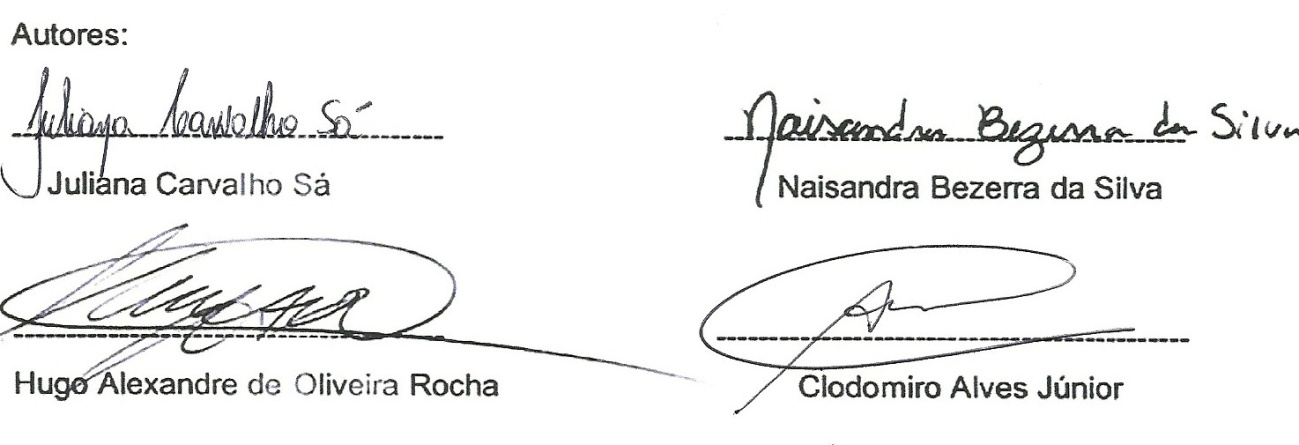 Autores:
Juliana Carvalho Sá
Naisandra Bezerra da Silva
Juliana Carvalho Sá
Naisandra Bezerra da Silva
Hugo Alexandre de Oliveira Rocha
Clodomiro Alves Júnior